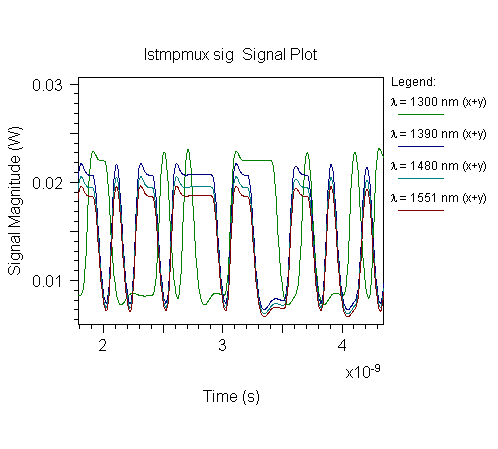 lstmpmux sig Signal Plot
Legend:
λ = 1300 nm (x+y)
λ = 1390 nm (x+y)
λ = 1480 nm (x+y)
λ = 1551 nm (x+y)
Signal Magnitude (W)
0.03
0.02
0.01
2 3 4
x10-9
Time (s)